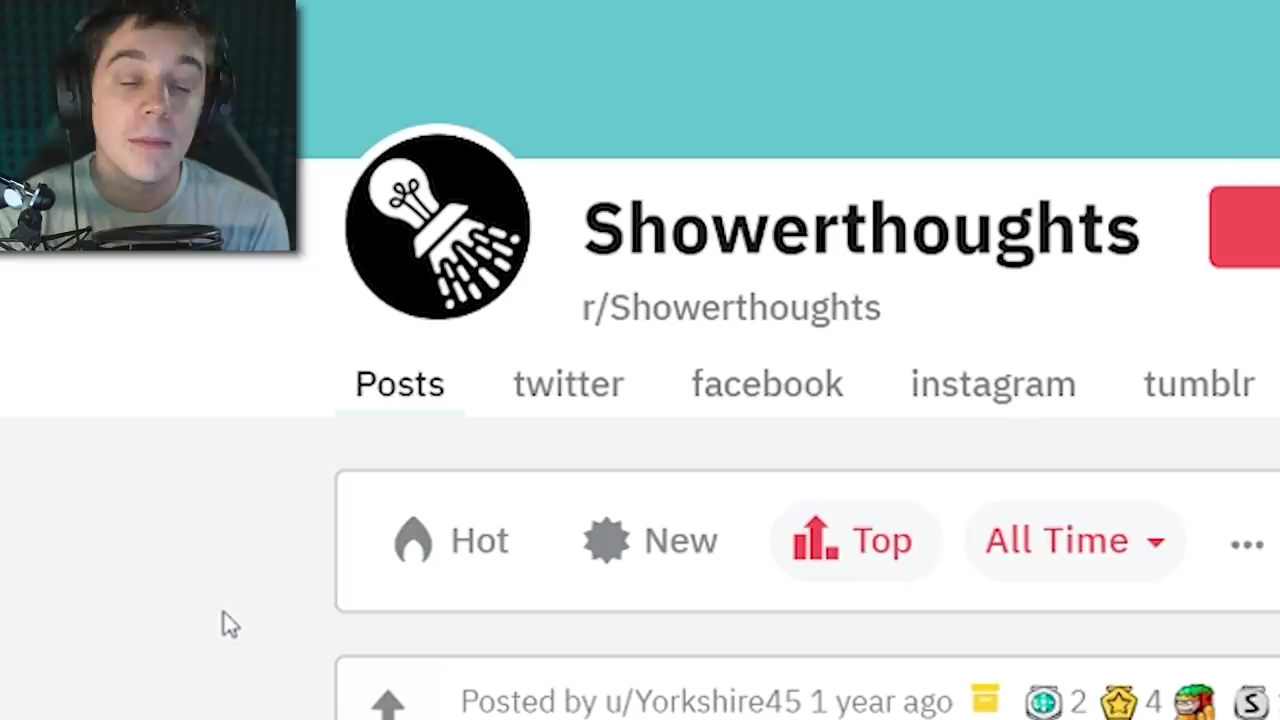 Showerthoughts
r/Showerthoughts
Posts twitter facebook instagram tumblr
Hot New Top All Time
Posted by u/Yorkshire45 1 year ago 2 4 S